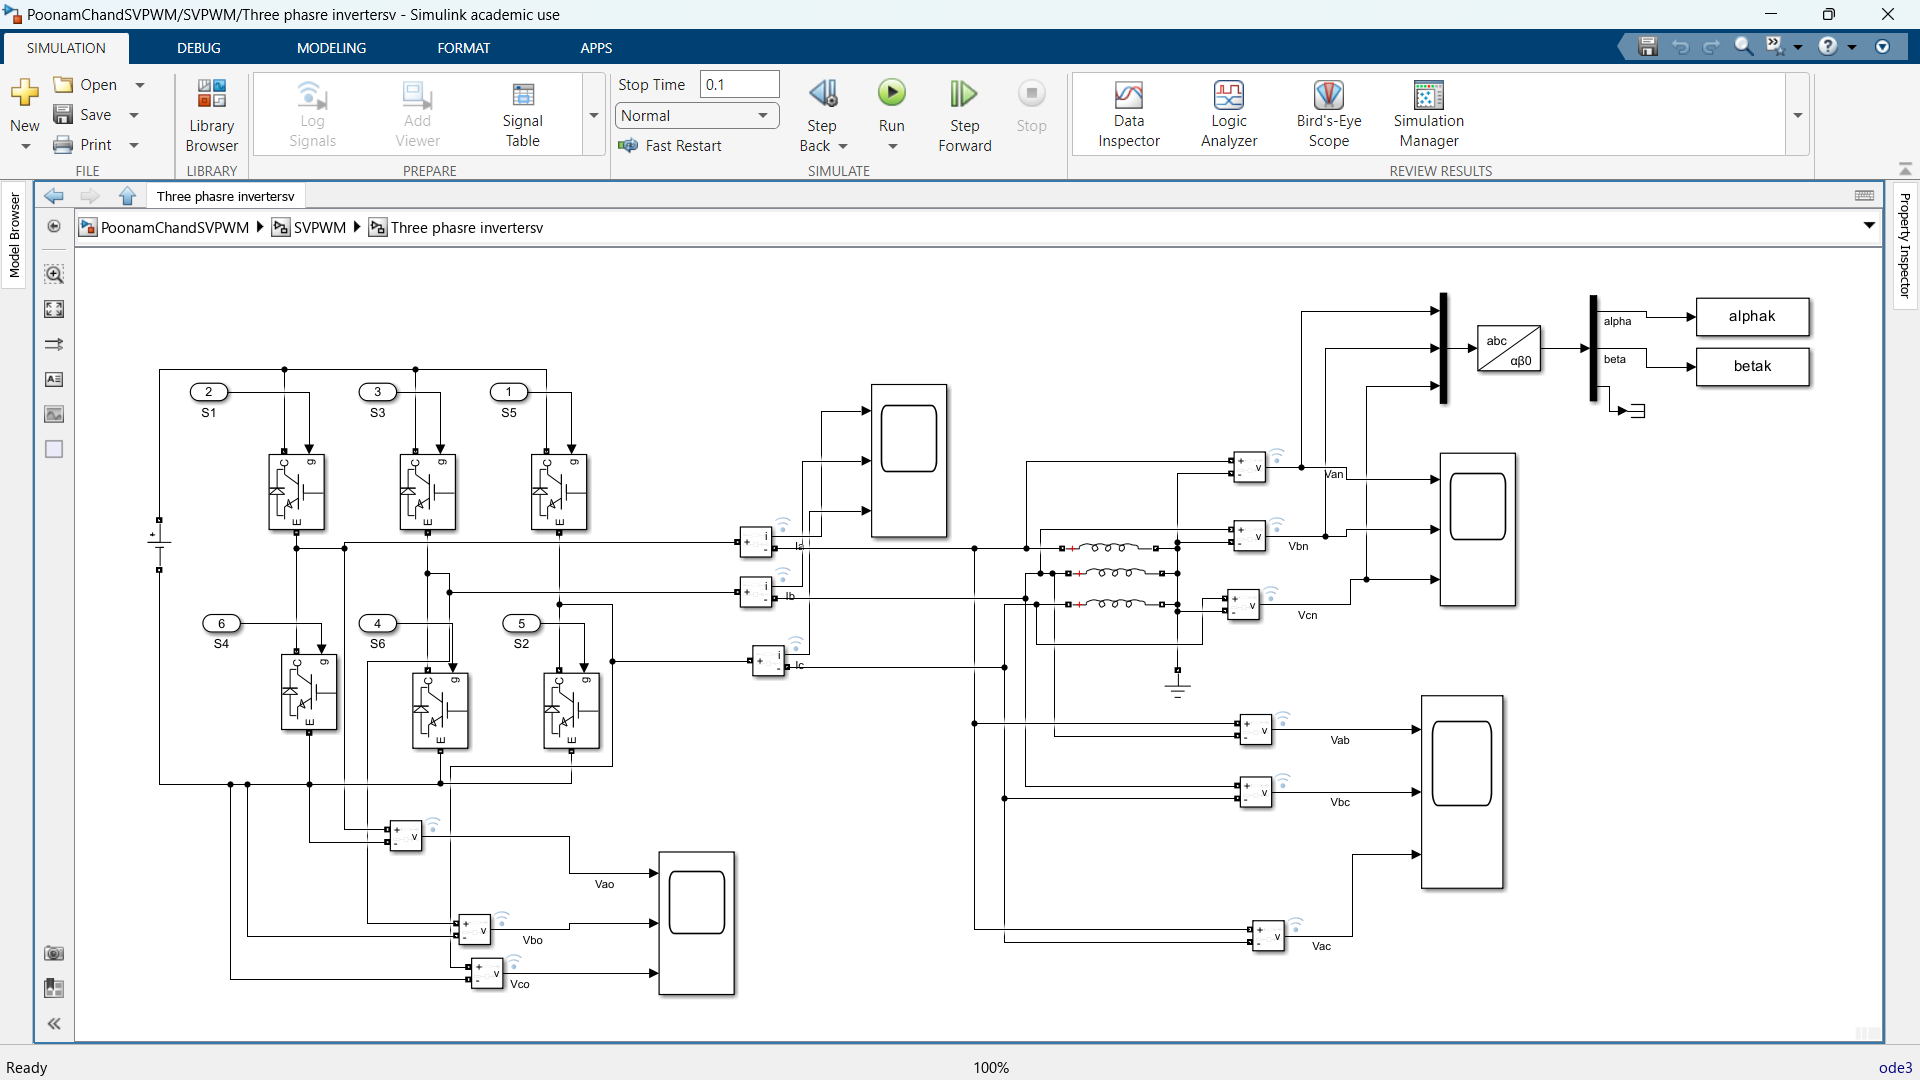 PoonamChandSVPWM/SVPWM/Three phasre invertersv - Simulink academic use
SIMULATION
DEBUG
MODELING
FORMAT
APPS
New
Open
Save
Print
FILE
Library
Browser
LIBRARY
Log
Signals
Add
Viewer
Signal
Table
PREPARE
Stop Time
0.1
Normal
Fast Restart
Step
Back
Run
Step
Forward
Stop
SIMULATE
Data
Inspector
Logic
Analyzer
Bird's-Eye
Scope
Simulation
Manager
REVIEW RESULTS
Model Browser
Property Inspector
Three phasre invertersv
PoonamChandSVPWM
SVPWM
Three phasre invertersv
2
S1
3
S3
1
S5
C
g
E
C
g
E
C
g
E
6
S4
4
S6
5
S2
C
g
E
C
g
E
C
g
E
+
+
i
-
Ia
+
i
-
Ib
+
i
-
Ic
+
-
v
Vao
+
-
v
Vbo
+
-
v
Vco
+
+
+
+
-
v
Van
+
-
v
Vbn
+
-
v
Vcn
abc
αβ0
alpha
beta
alphak
betak
+
-
v
Vab
+
-
v
Vbc
+
-
v
Vac
Ready
100%
ode3